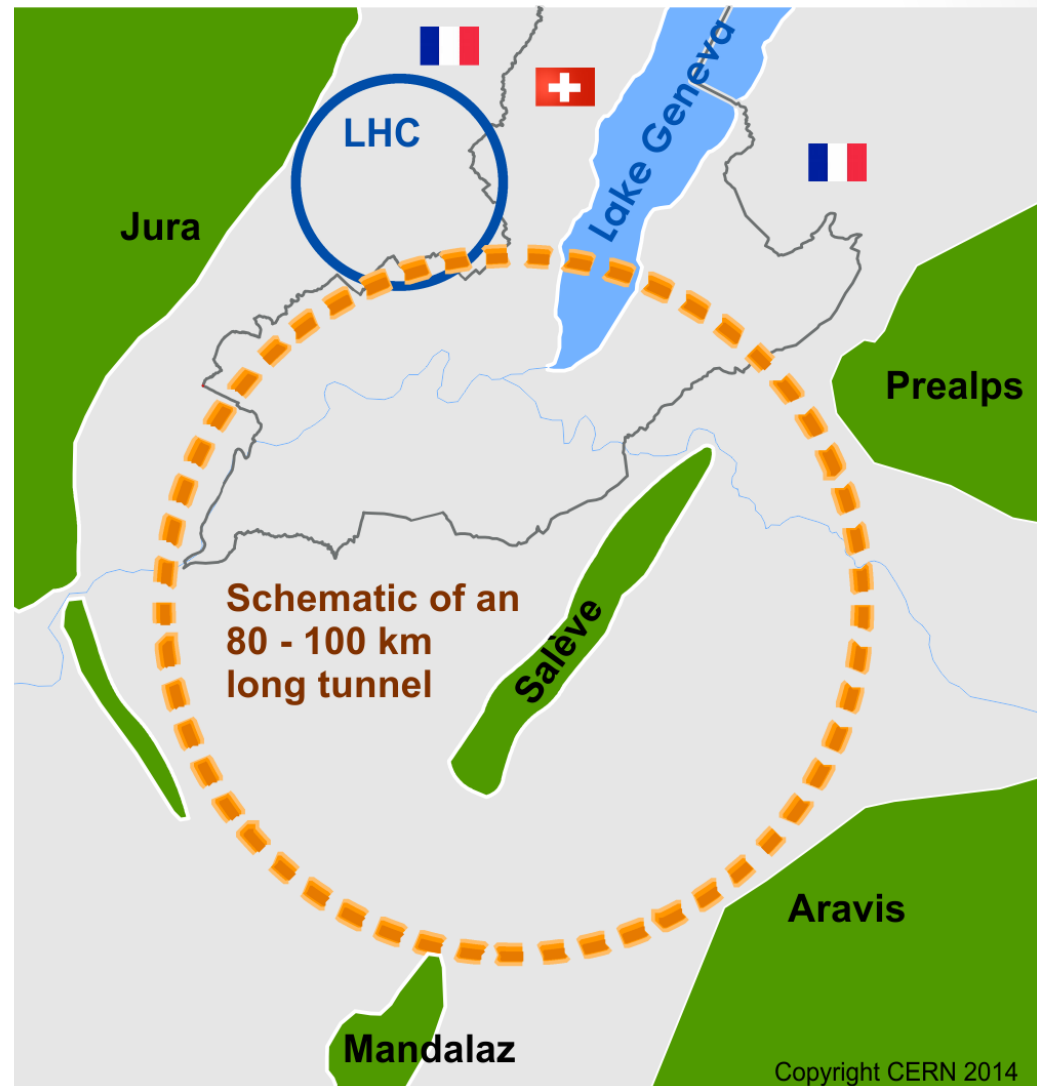 LHC
Lake Geneva
Jura
Prealps
Schematic of an
80 - 100 km
long tunnel
Salève
Aravis
Mandalaz
Copyright CERN 2014